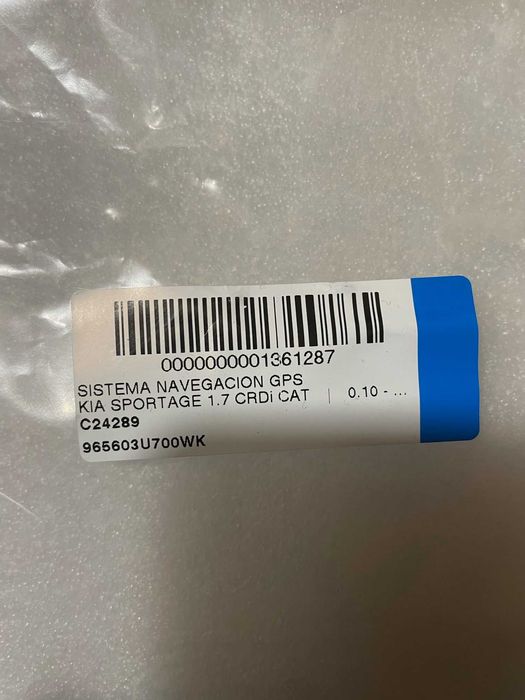 0000000001361287
SISTEMA NAVEGACION GPS
KIA SPORTAGE 1.7 CRDi CAT | 0.10 - ...
C24289
965603U700WK